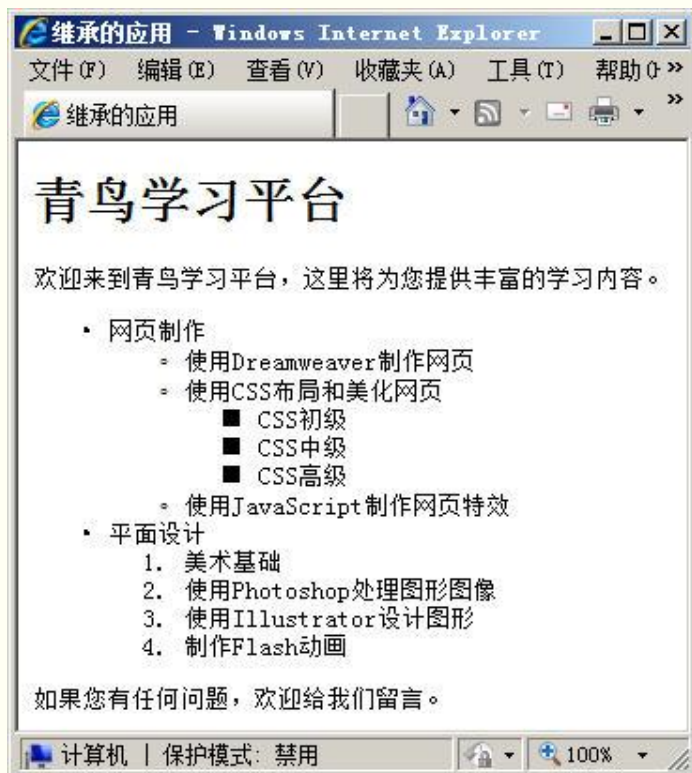 继承的应用 - Windows Internet Explorer
文件(F) 编辑(E) 查看(V) 收藏夹(A) 工具(T) 帮助(
继承的应用
青鸟学习平台
欢迎来到青鸟学习平台，这里将为您提供丰富的学习内容。
• 网页制作
◦ 使用Dreamweaver制作网页
◦ 使用CSS布局和美化网页
■ CSS初级
■ CSS中级
■ CSS高级
◦ 使用JavaScript制作网页特效
• 平面设计
1. 美术基础
2. 使用Photoshop处理图形图像
3. 使用Illustrator设计图形
4. 制作Flash动画
如果您有任何问题，欢迎给我们留言。
计算机 | 保护模式: 禁用 100%